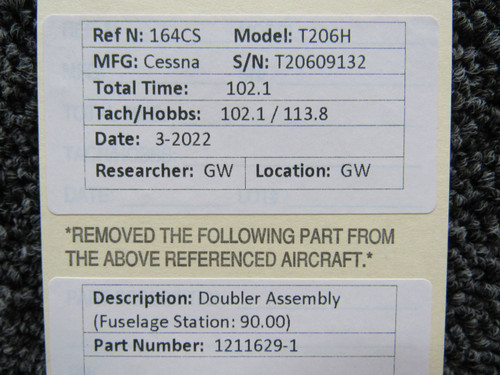 Ref N: 164CS Model: T206H
MFG: Cessna S/N: T20609132
Total Time: 102.1
Tach/Hobbs: 102.1 / 113.8
Date: 3-2022
Researcher: GW Location: GW
*REMOVED THE FOLLOWING PART FROM
THE ABOVE REFERENCED AIRCRAFT.*
Description: Doubler Assembly
(Fuselage Station: 90.00)
Part Number: 1211629-1